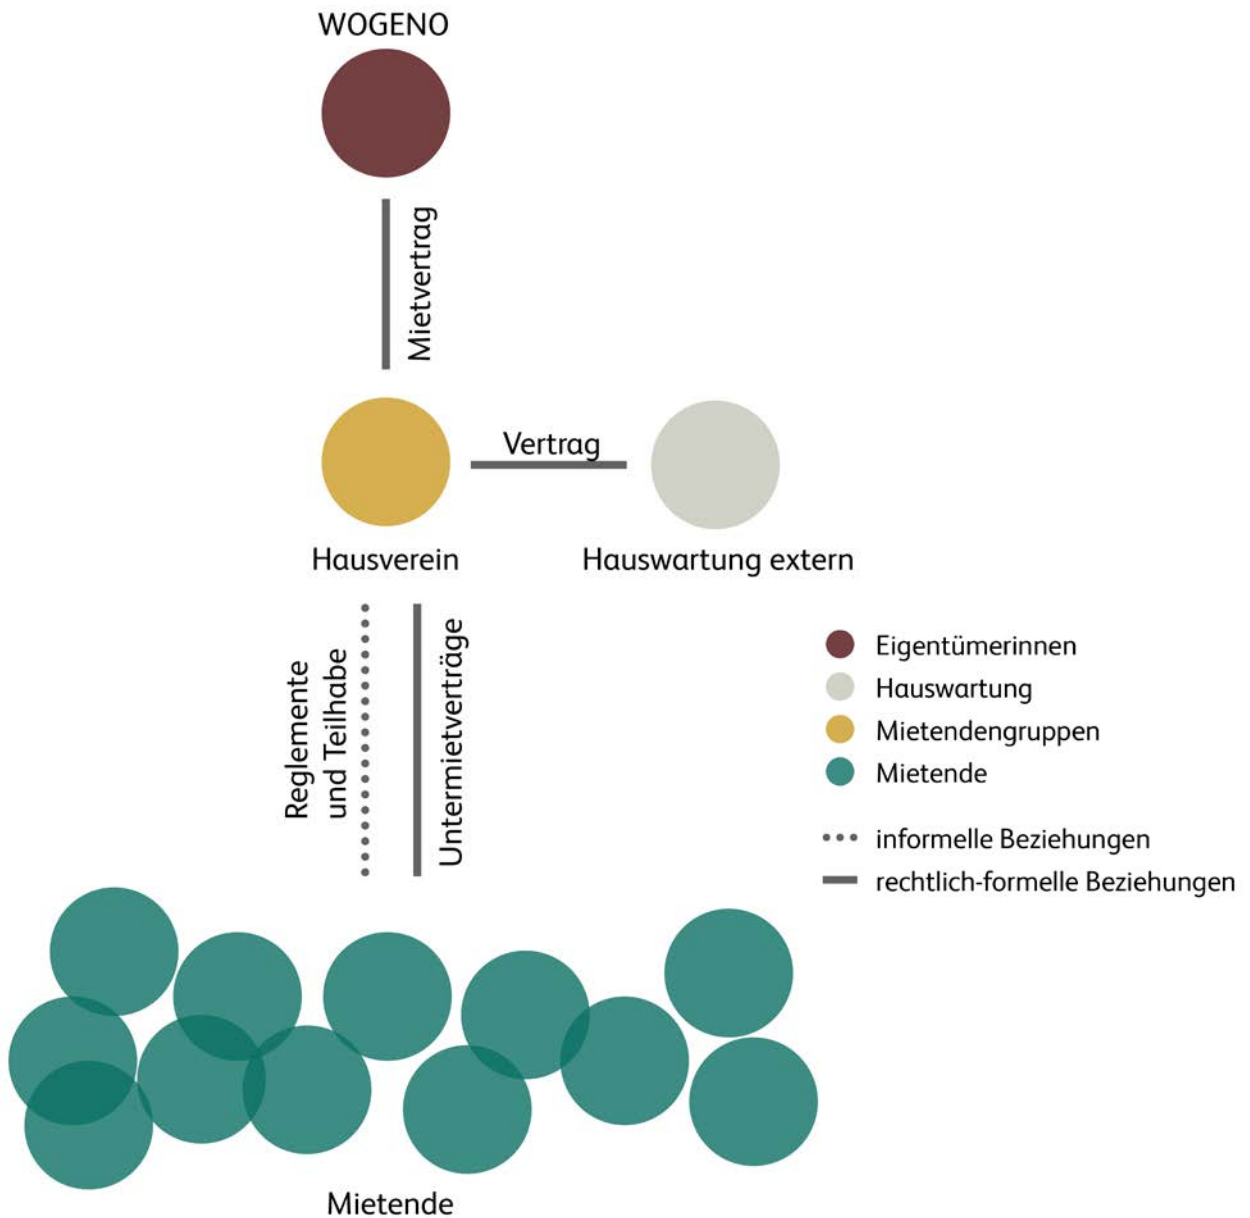 WOGENO
Mietvertrag
Vertrag
Hausverein
Hauswartung extern
Reglemente
und Teilhabe
Untermietverträge
Eigentümerinnen
Hauswartung
Mietendengruppen
Mietende
informelle Beziehungen
rechtlich-formelle Beziehungen
Mietende